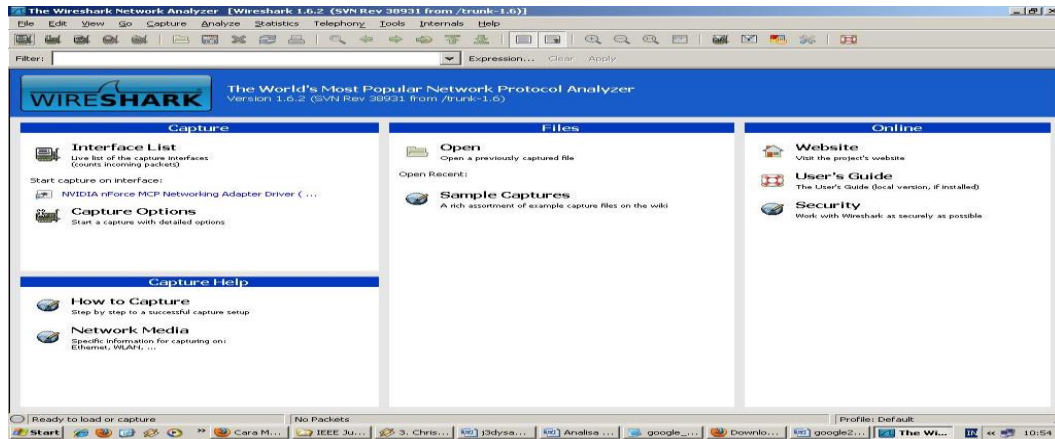 The Wireshark Network Analyzer [Wireshark 1.6.2 (SVN Rev 38931 from /trunk-1.6)]
File Edit View Go Capture Analyze Statistics Telephony Tools Internals Help
Filter: Expression... Clear Apply
WIRESHARK
The World's Most Popular Network Protocol Analyzer
Version 1.6.2 (SVN Rev 38931 from /trunk-1.6)
Capture
Interface List
Live list of the capture interfaces
(counts incoming packets)
Start capture on interface:
NVIDIA nForce MCP Networking Adapter Driver ( ...
Capture Options
Start a capture with detailed options
Capture Help
How to Capture
Step by step to a successful capture setup
Network Media
Specific information for capturing on:
Ethernet, WLAN, ...
Files
Open
Open a previously captured file
Open Recent:
Sample Captures
A rich assortment of example capture files on the wiki
Online
Website
Visit the project's website
User's Guide
The User's Guide (local version, if installed)
Security
Work with Wireshark as securely as possible
Ready to load or capture No Packets Profile: Default
Start » Cara M... IEEE Ju... 3. Chris... j3dysa... Analisa ... google_... Downlo... google2... The Wi... IN « 10:54